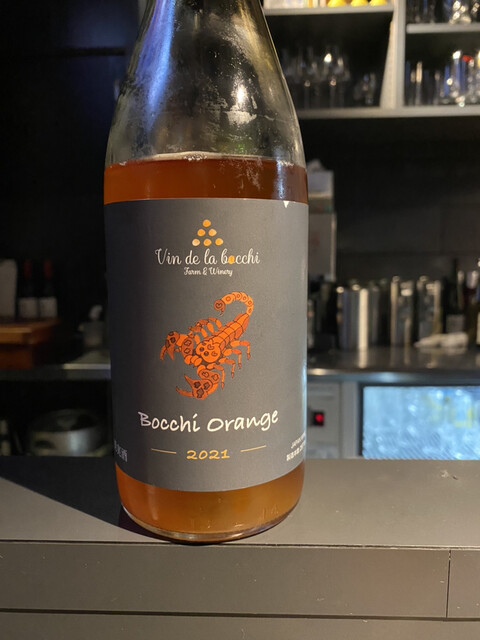 Vin de la bocchi
Farm & Winery
Bocchi Orange
2021